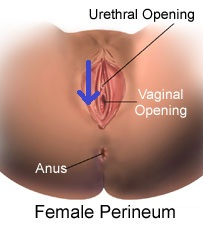 Urethral Opening
Vaginal
Opening
Anus
Female Perineum